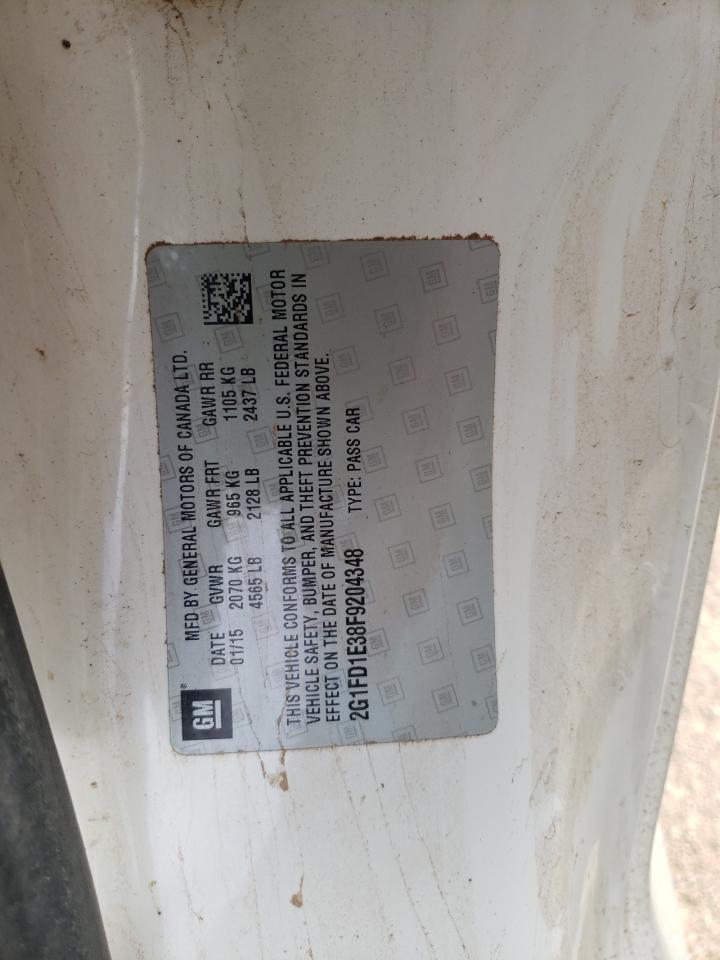 GM
MFD BY GENERAL MOTORS OF CANADA LTD.
DATE GVWR GAWR FRT GAWR RR
01/15 2070 KG 965 KG 1105 KG
4565 LB 2128 LB 2437 LB
THIS VEHICLE CONFORMS TO ALL APPLICABLE U.S. FEDERAL MOTOR
VEHICLE SAFETY, BUMPER, AND THEFT PREVENTION STANDARDS IN
EFFECT ON THE DATE OF MANUFACTURE SHOWN ABOVE.
2G1FD1E38F9204348 TYPE: PASS CAR